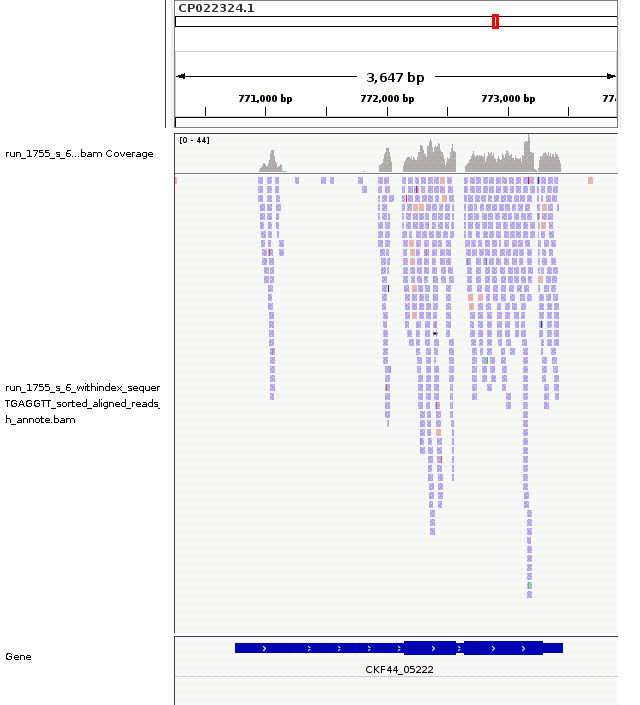 CP022324.1
3,647 bp
771,000 bp 772,000 bp 773,000 bp 774
[0 - 44]
run_1755_s_6...bam Coverage
run_1755_s_6_withindex_sequer
TGAGGTT_sorted_aligned_reads_
h_annote.bam
Gene
CKF44_05222